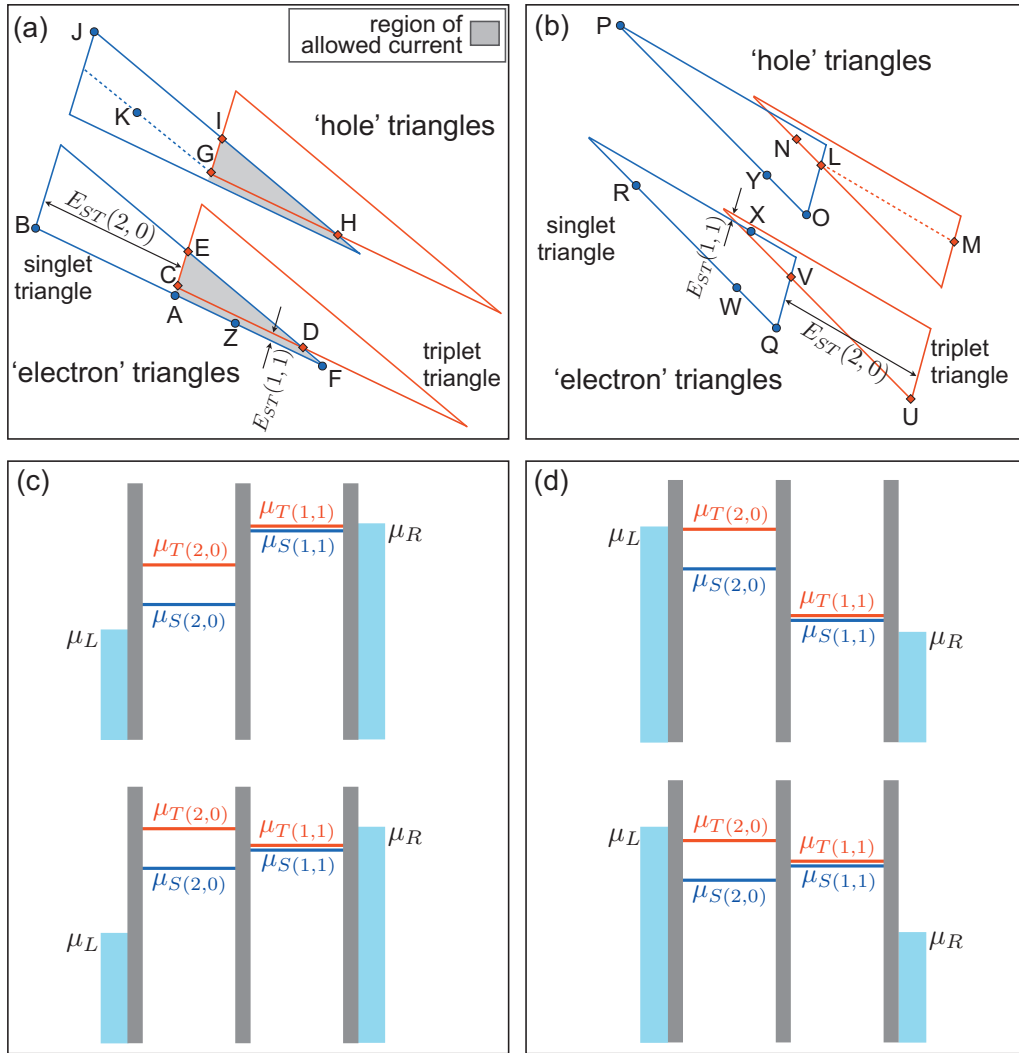 (a)
J
region of
allowed current
K
I
G
'hole' triangles
H
B
E_{ST}(2, 0)
singlet
triangle
E
C
A
Z
D
F
'electron' triangles
E_{ST}(1, 1)
triplet
triangle
(b)
P
'hole' triangles
N
L
Y
R
O
M
singlet
triangle
X
E_{ST}(1, 1)
V
W
Q
E_{ST}(2, 0)
triplet
triangle
'electron' triangles
U
(c)
μ_{T(1,1)}
μ_R
μ_{S(1,1)}
μ_{T(2,0)}
μ_{S(2,0)}
μ_L
μ_{T(2,0)}
μ_{T(1,1)}
μ_R
μ_{S(1,1)}
μ_{S(2,0)}
μ_L
(d)
μ_{T(2,0)}
μ_L
μ_{S(2,0)}
μ_{T(1,1)}
μ_{S(1,1)}
μ_R
μ_{T(2,0)}
μ_L
μ_{T(1,1)}
μ_{S(1,1)}
μ_{S(2,0)}
μ_R